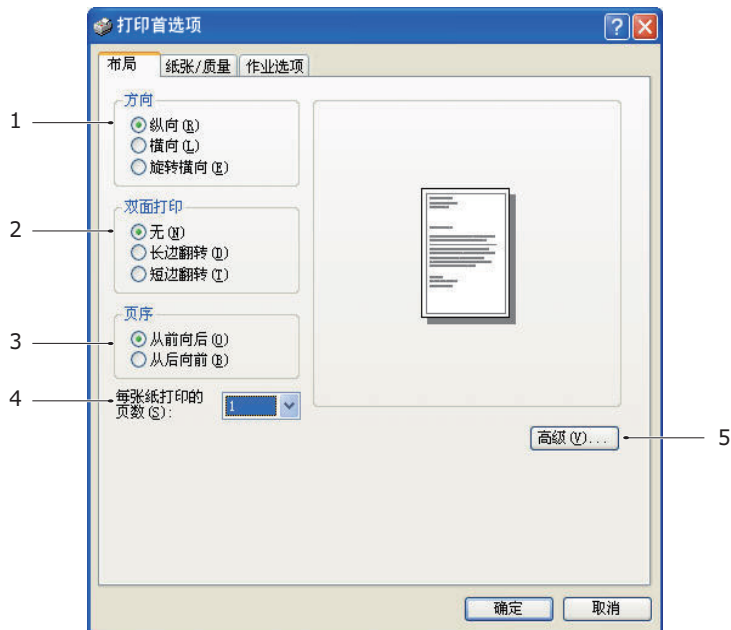 打印首选项
布局 纸张/质量 作业选项
方向
1
纵向(R)
横向(L)
旋转横向(E)
双面打印
2
无(N)
长边翻转(D)
短边翻转(T)
页序
3
从前向后(O)
从后向前(B)
4
每张纸打印的
页数(S):
1
高级(V)...
5
确定 取消